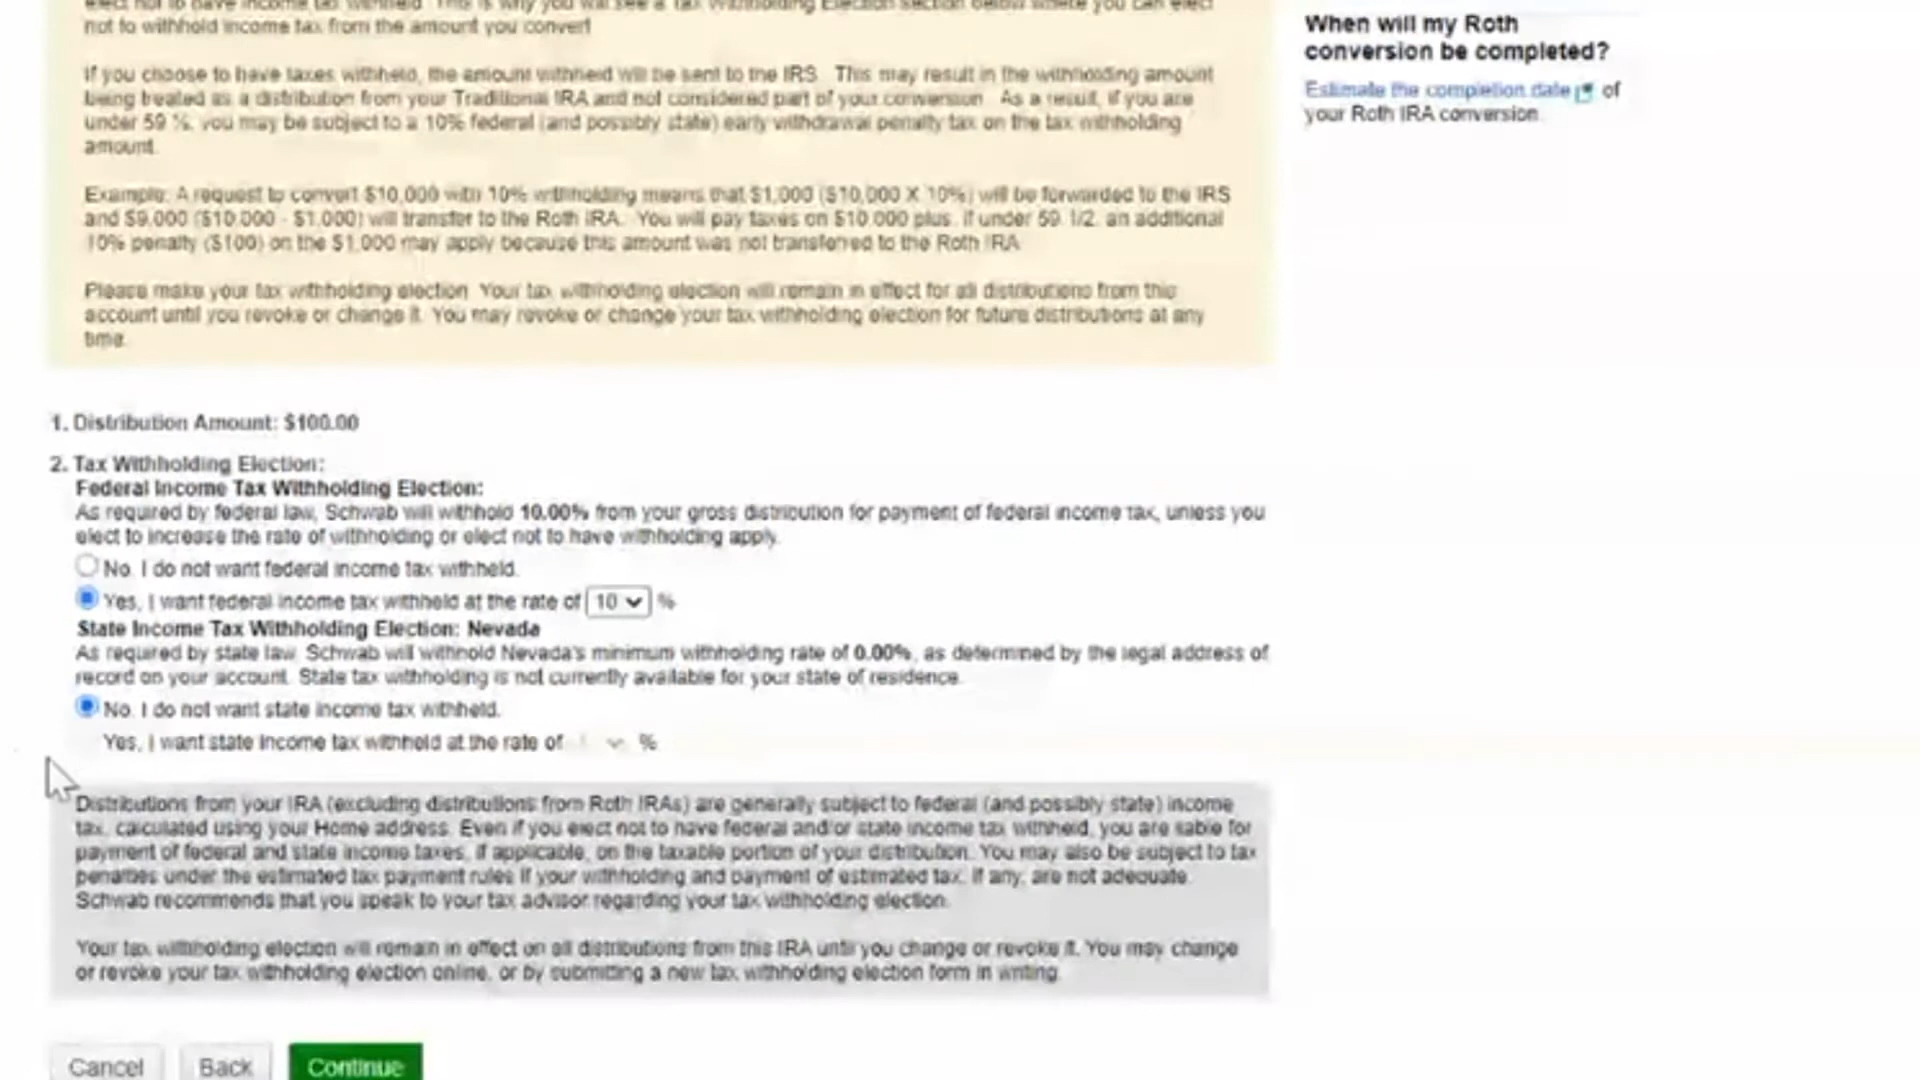 elect not to have income tax withheld. This is why you will see a Tax Withholding Election section below where you can elect
not to withhold income tax from the amount you convert
If you choose to have taxes withheld, the amount withheld will be sent to the IRS. This may result in the withholding amount
being treated as a distribution from your Traditional IRA and not considered part of your conversion. As a result, if you are
under 59 ½, you may be subject to a 10% federal (and possibly state) early withdrawal penalty tax on the tax withholding
amount.
Example: A request to convert $10,000 with 10% withholding means that $1,000 ($10,000 X 10%) will be forwarded to the IRS
and $9,000 ($10,000 - $1,000) will transfer to the Roth IRA. You will pay taxes on $10,000 plus, if under 59 1/2, an additional
10% penalty ($100) on the $1,000 may apply because this amount was not transferred to the Roth IRA
Please make your tax withholding election. Your tax withholding election will remain in effect for all distributions from this
account until you revoke or change it. You may revoke or change your tax withholding election for future distributions at any
time.
When will my Roth
conversion be completed?
Estimate the completion date of
your Roth IRA conversion.
1. Distribution Amount: $100.00
2. Tax Withholding Election:
Federal Income Tax Withholding Election:
As required by federal law, Schwab will withhold 10.00% from your gross distribution for payment of federal income tax, unless you
elect to increase the rate of withholding or elect not to have withholding apply.
No. I do not want federal income tax withheld.
Yes, I want federal income tax withheld at the rate of 10 %
State Income Tax Withholding Election: Nevada
As required by state law, Schwab will withhold Nevada's minimum withholding rate of 0.00%, as determined by the legal address of
record on your account. State tax withholding is not currently available for your state of residence.
No. I do not want state income tax withheld.
Yes, I want state income tax withheld at the rate of %
Distributions from your IRA (excluding distributions from Roth IRAs) are generally subject to federal (and possibly state) income
tax, calculated using your Home address. Even if you elect not to have federal and/or state income tax withheld, you are liable for
payment of federal and state income taxes, if applicable, on the taxable portion of your distribution. You may also be subject to tax
penalties under the estimated tax payment rules if your withholding and payment of estimated tax, if any, are not adequate.
Schwab recommends that you speak to your tax advisor regarding your tax withholding election.
Your tax withholding election will remain in effect on all distributions from this IRA until you change or revoke it. You may change
or revoke your tax withholding election online, or by submitting a new tax withholding election form in writing.
Cancel Back Continue